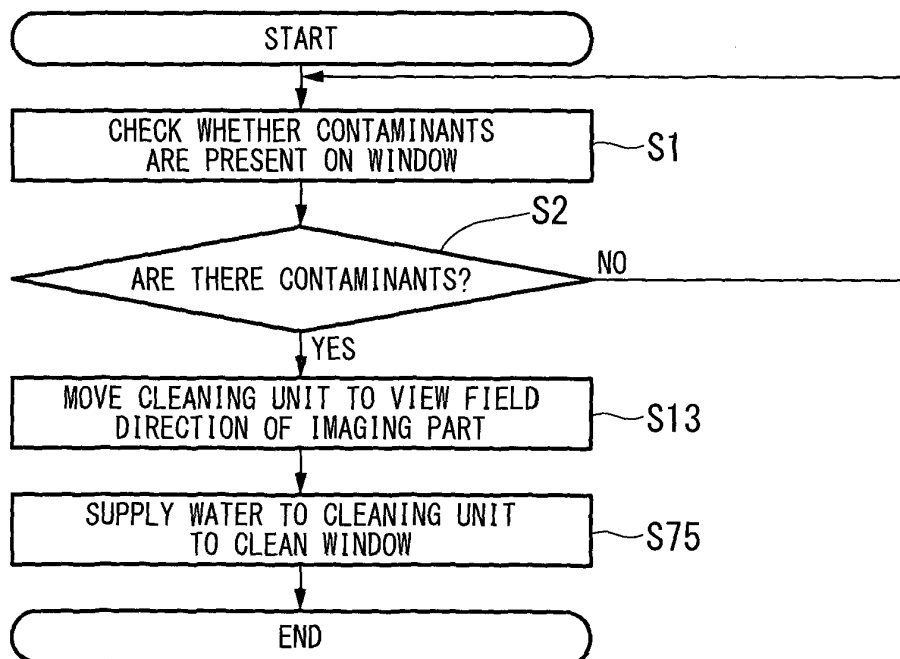 START
CHECK WHETHER CONTAMINANTS
ARE PRESENT ON WINDOW
S1
S2
ARE THERE CONTAMINANTS?
NO
YES
MOVE CLEANING UNIT TO VIEW FIELD
DIRECTION OF IMAGING PART
S13
SUPPLY WATER TO CLEANING UNIT
TO CLEAN WINDOW
S75
END